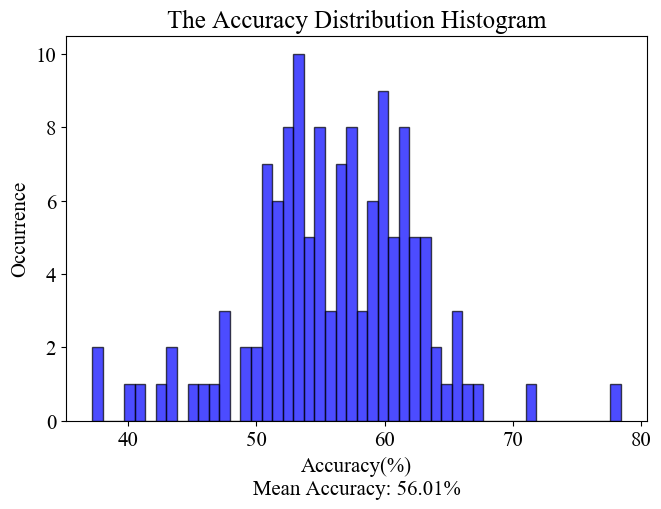 The Accuracy Distribution Histogram
Occurrence
10
8
6
4
2
0
40 50 60 70 80
Accuracy(%)
Mean Accuracy: 56.01%